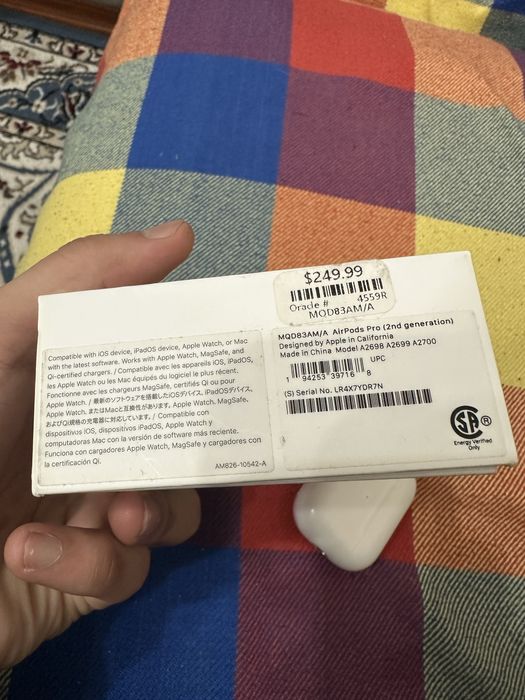 $249.99
Oracle # 4559R
MQD83AM/A
Compatible with iOS device, iPadOS device, Apple Watch, or Mac
with the latest software. Works with Apple Watch, MagSafe, and
Qi-certified chargers. / Compatible avec les appareils iOS, iPadOS,
les Apple Watch ou les Mac équipés du logiciel le plus récent.
Fonctionne avec les chargeurs MagSafe, certifiés Qi ou pour
Apple Watch. / 最新のソフトウェアを搭載したiOSデバイス、iPadOSデバイス、
Apple Watch、またはMacと互換性があります。Apple Watch、MagSafe、
およびQi規格の充電器に対応しています。/ Compatible con
dispositivos iOS, dispositivos iPadOS, Apple Watch y
computadoras Mac con la versión de software más reciente.
Funciona con cargadores Apple Watch, MagSafe y cargadores con
la certificación Qi.
AM826-10542-A
MQD83AM/A AirPods Pro (2nd generation)
Designed by Apple in California
Made in China Model A2698 A2699 A2700
UPC
1 94253 39716 8
(S) Serial No. LR4X7YDR7N
SA
Energy Verified
Only